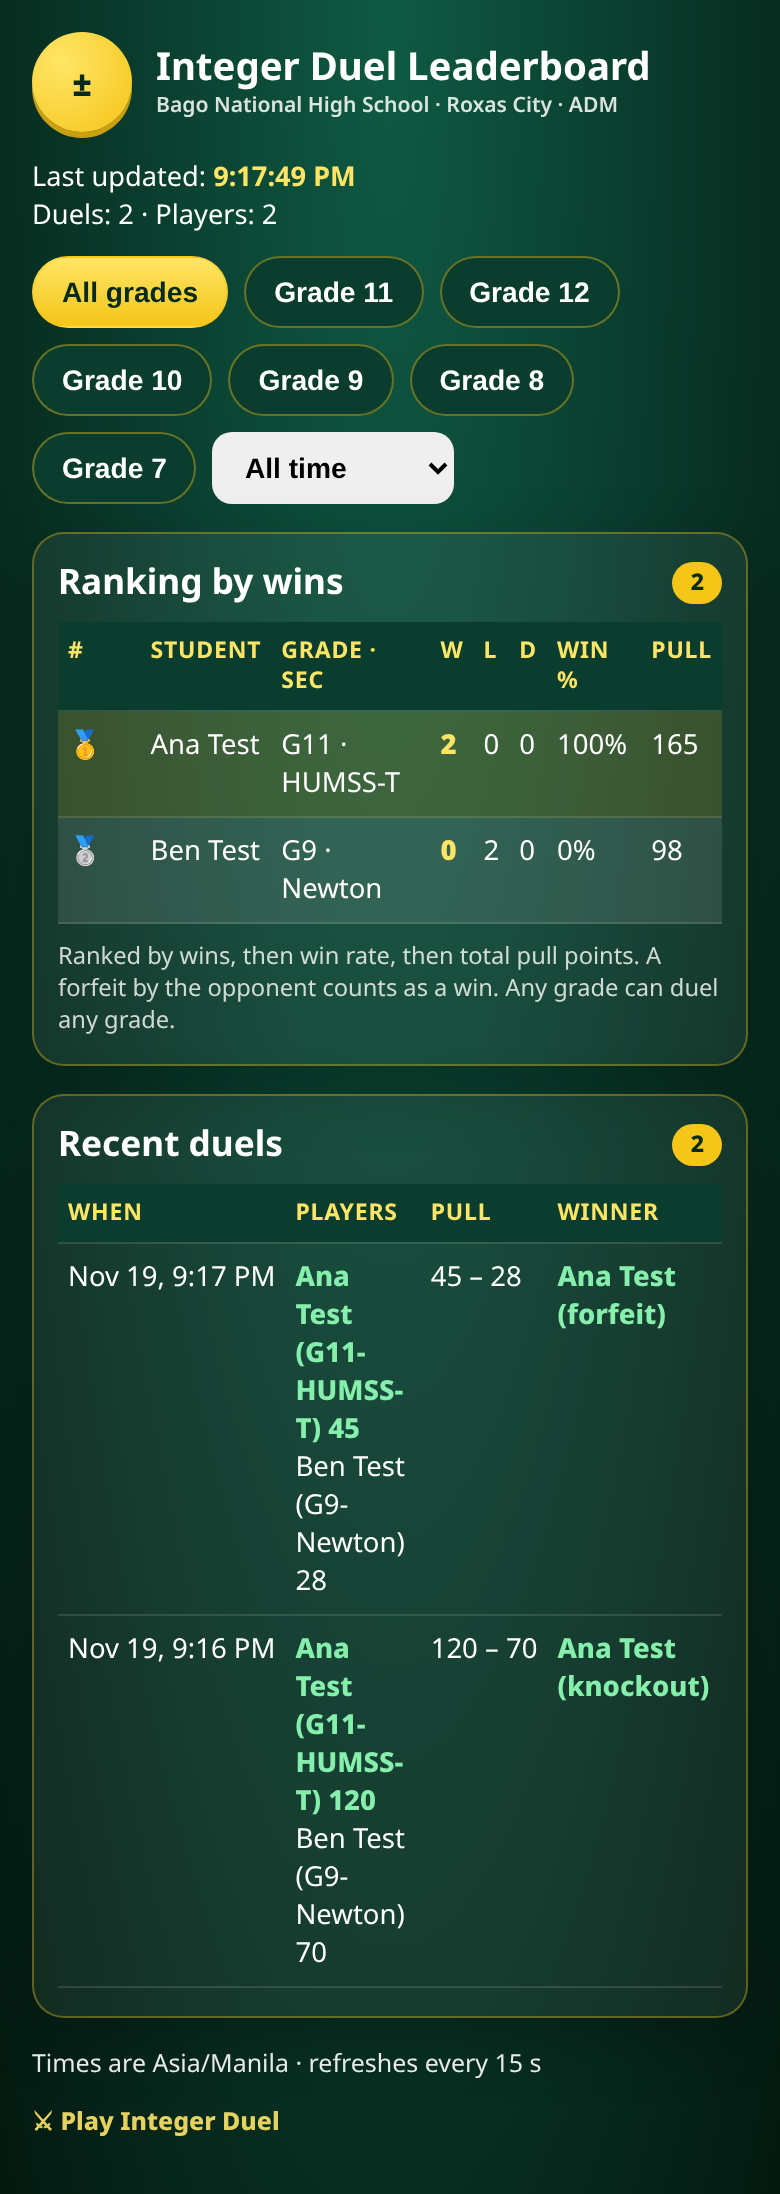 ±
Integer Duel Leaderboard
Bago National High School · Roxas City · ADM
Last updated: 9:17:49 PM
Duels: 2 · Players: 2
All grades Grade 11 Grade 12
Grade 10 Grade 9 Grade 8
Grade 7 All time
Ranking by wins 2
# STUDENT GRADE · W L D WIN PULL
SEC %
🥇 Ana Test G11 · 2 0 0 100% 165
HUMSS-T
🥈 Ben Test G9 · 0 2 0 0% 98
Newton
Ranked by wins, then win rate, then total pull points. A
forfeit by the opponent counts as a win. Any grade can duel
any grade.
Recent duels 2
WHEN PLAYERS PULL WINNER
Nov 19, 9:17 PM Ana 45 – 28 Ana Test
Test (forfeit)
(G11-
HUMSS-
T) 45
Ben Test
(G9-
Newton)
28
Nov 19, 9:16 PM Ana 120 – 70 Ana Test
Test (knockout)
(G11-
HUMSS-
T) 120
Ben Test
(G9-
Newton)
70
Times are Asia/Manila · refreshes every 15 s
⚔ Play Integer Duel